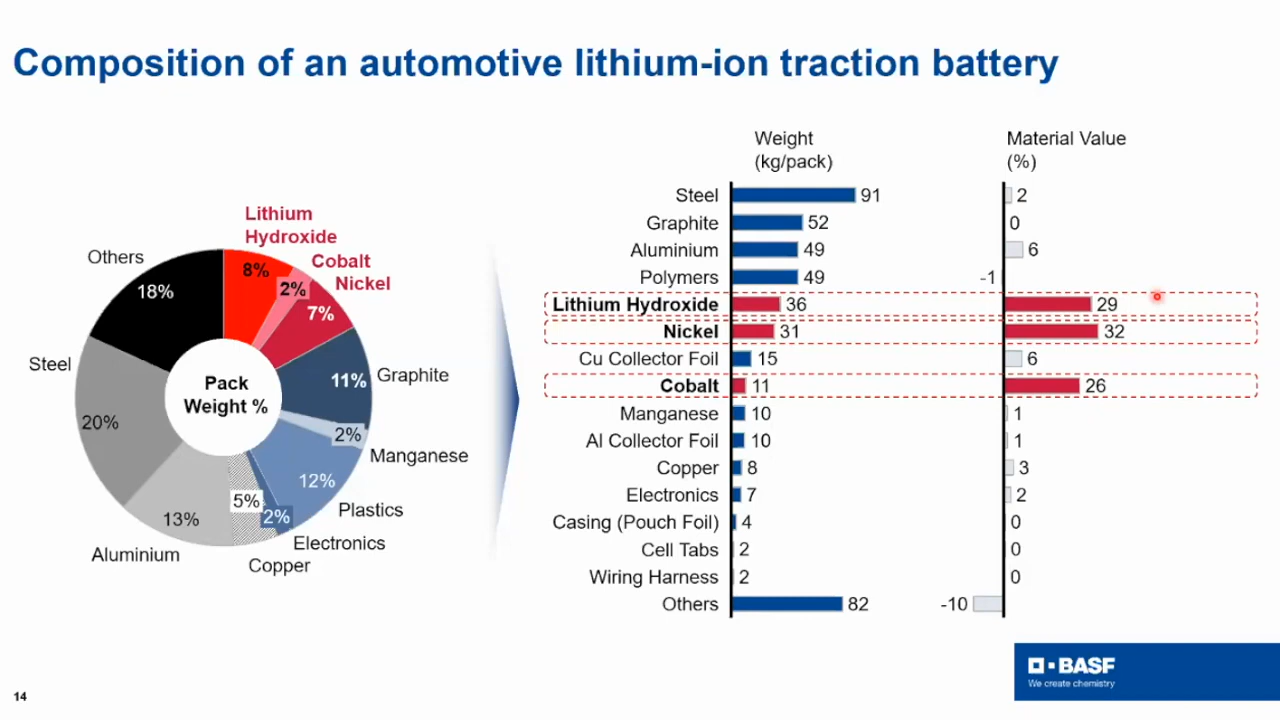 Composition of an automotive lithium-ion traction battery
Lithium
Hydroxide
Cobalt
Nickel
Others
Steel
Graphite
Manganese
Plastics
Electronics
Copper
Aluminium
8%
2%
7%
11%
2%
12%
2%
5%
13%
20%
18%
Pack
Weight %
Weight
(kg/pack)
Material Value
(%)
Steel 91 2
Graphite 52 0
Aluminium 49 6
Polymers 49 -1
Lithium Hydroxide 36 29
Nickel 31 32
Cu Collector Foil 15 6
Cobalt 11 26
Manganese 10 1
Al Collector Foil 10 1
Copper 8 3
Electronics 7 2
Casing (Pouch Foil) 4 0
Cell Tabs 2 0
Wiring Harness 2 0
Others 82 -10
BASF
We create chemistry
14